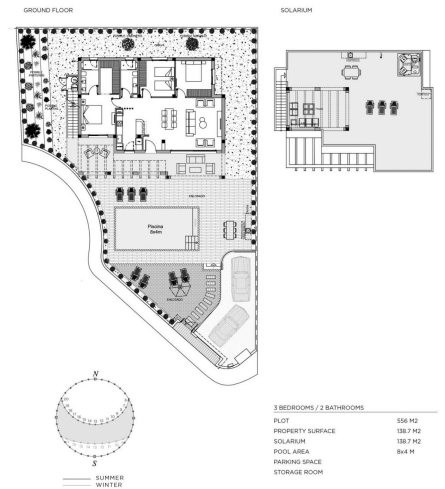 GROUND FLOOR
SOLARIUM
Piscina
8x4m
N
S
SUMMER
WINTER
3 BEDROOMS / 2 BATHROOMS
PLOT 556 M2
PROPERTY SURFACE 138.7 M2
SOLARIUM 138.7 M2
POOL AREA 8x4 M
PARKING SPACE
STORAGE ROOM